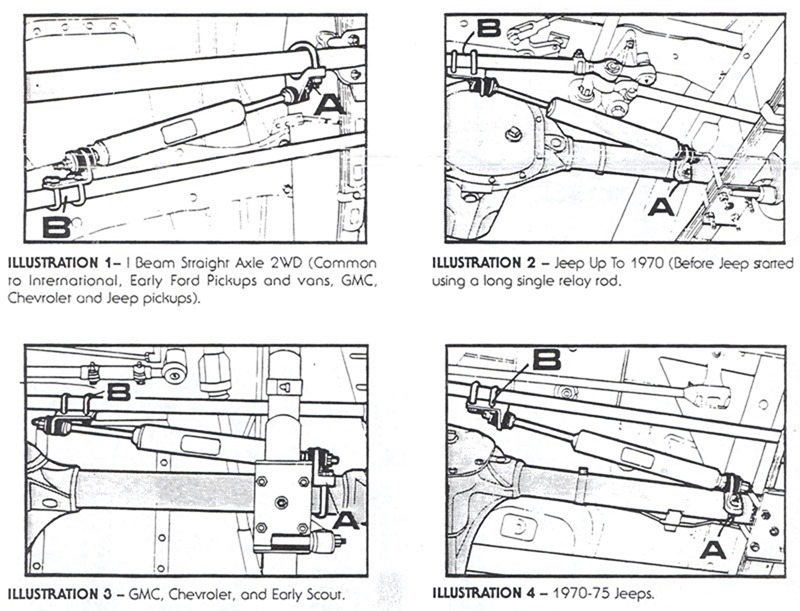 A
B
B
A
ILLUSTRATION 1– I Beam Straight Axle 2WD (Common
to International, Early Ford Pickups and vans, GMC,
Chevrolet and Jeep pickups).
ILLUSTRATION 2 – Jeep Up To 1970 (Before Jeep started
using a long single relay rod.
B
A
B
A
ILLUSTRATION 3 – GMC, Chevrolet, and Early Scout.
ILLUSTRATION 4 – 1970-75 Jeeps.